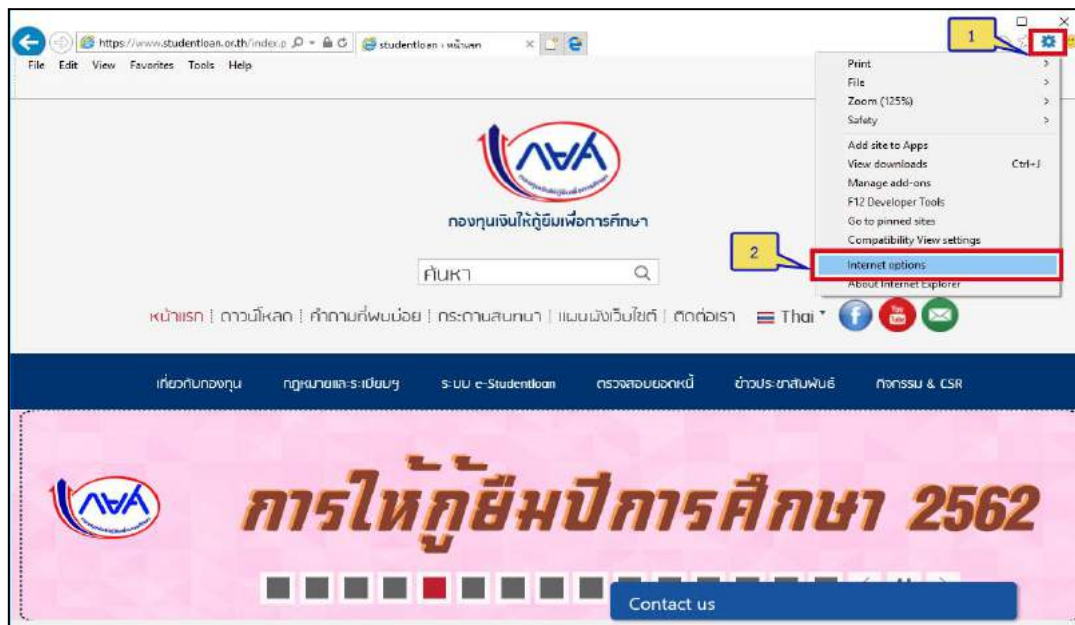 1
https://www.studentloan.or.th/index.p
studentloan : หน้าแรก
File Edit View Favorites Tools Help
Print
File
Zoom (125%)
Safety
Add site to Apps
View downloads Ctrl+J
Manage add-ons
F12 Developer Tools
Go to pinned sites
Compatibility View settings
2
Internet options
About Internet Explorer
กยศ
กองทุนเงินให้กู้ยืมเพื่อการศึกษา
ค้นหา
หน้าแรก | ดาวน์โหลด | คำถามที่พบบ่อย | กระดานสนทนา | แผนผังเว็บไซต์ | ติดต่อเรา Thai
You Tube
เกี่ยวกับกองทุน กฎหมายและระเบียบฯ ระบบ e-Studentloan ตรวจสอบยอดหนี้ ข่าวประชาสัมพันธ์ กิจกรรม & CSR
กยศ
การให้กู้ยืมปีการศึกษา 2562
Contact us